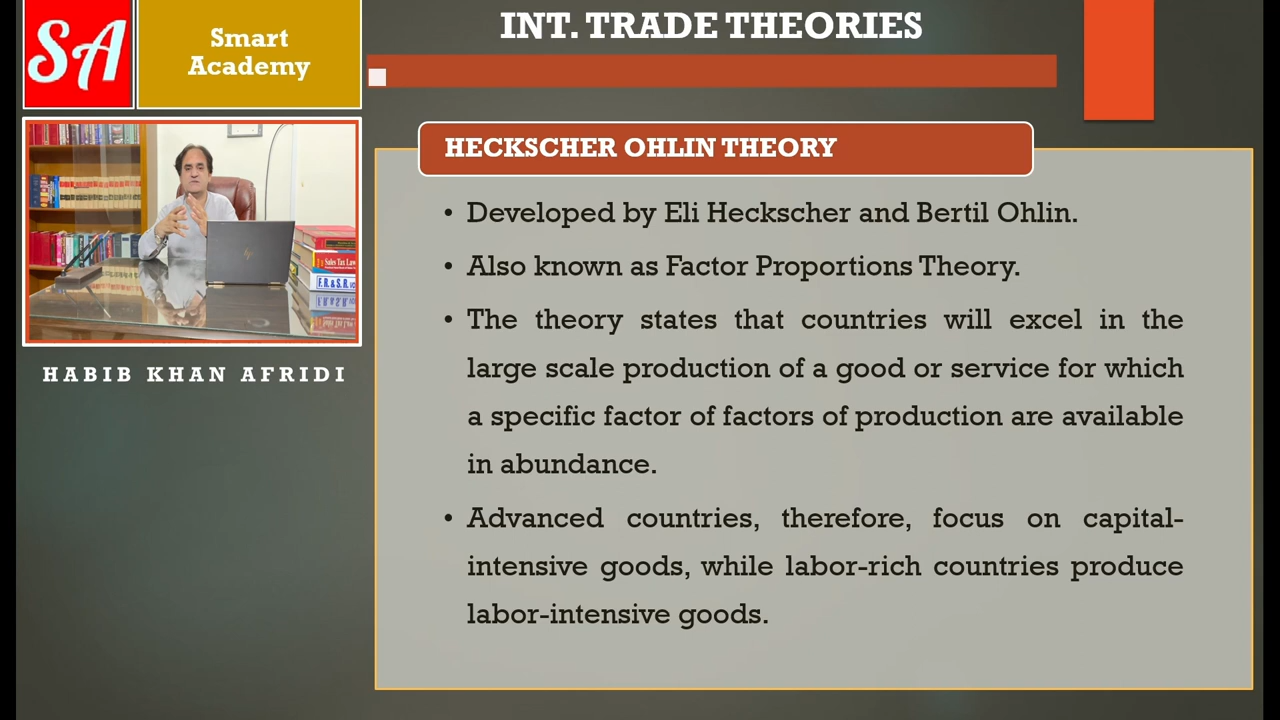 SA
Smart
Academy
INT. TRADE THEORIES
HECKSCHER OHLIN THEORY
• Developed by Eli Heckscher and Bertil Ohlin.
• Also known as Factor Proportions Theory.
• The theory states that countries will excel in the
large scale production of a good or service for which
a specific factor of factors of production are available
in abundance.
• Advanced countries, therefore, focus on capital-
intensive goods, while labor-rich countries produce
labor-intensive goods.
Sales Tax Law
F.R. & S.R.
HABIB KHAN AFRIDI